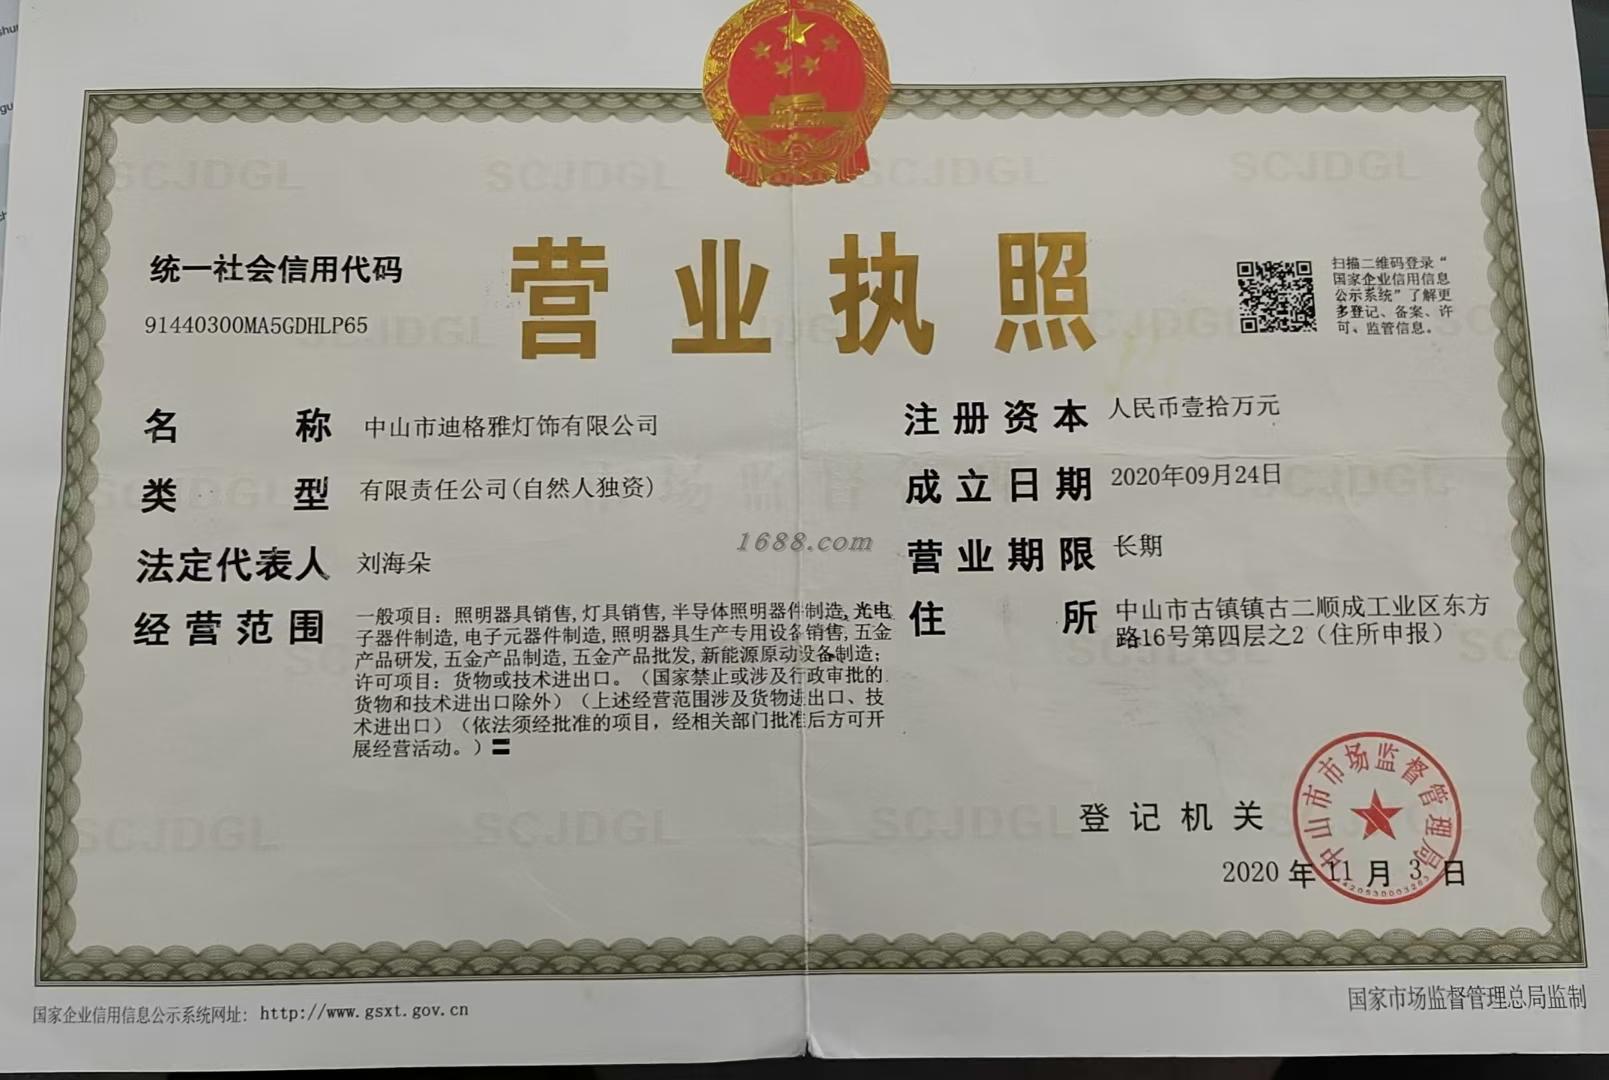 营业执照
统一社会信用代码
91440300MA5GDHLP65
扫描二维码登录“
国家企业信用信息
公示系统”了解更
多登记、备案、许
可、监管信息。
名称 中山市迪格雅灯饰有限公司
类型 有限责任公司(自然人独资)
法定代表人 刘海朵
经营范围 一般项目：照明器具销售,灯具销售,半导体照明器件制造,光电
子器件制造,电子元器件制造,照明器具生产专用设备销售,五金
产品研发,五金产品制造,五金产品批发,新能源原动设备制造；
许可项目：货物或技术进出口。（国家禁止或涉及行政审批的
货物和技术进出口除外）（上述经营范围涉及货物进出口、技
术进出口）（依法须经批准的项目，经相关部门批准后方可开
展经营活动。）〓
注册资本 人民币壹拾万元
成立日期 2020年09月24日
营业期限 长期
住所 中山市古镇镇古二顺成工业区东方
路16号第四层之2（住所申报）
1688.com
登记机关
中山市市场监督管理局
2020年11月3日
国家企业信用信息公示系统网址：http://www.gsxt.gov.cn
国家市场监督管理总局监制
SCJDGL